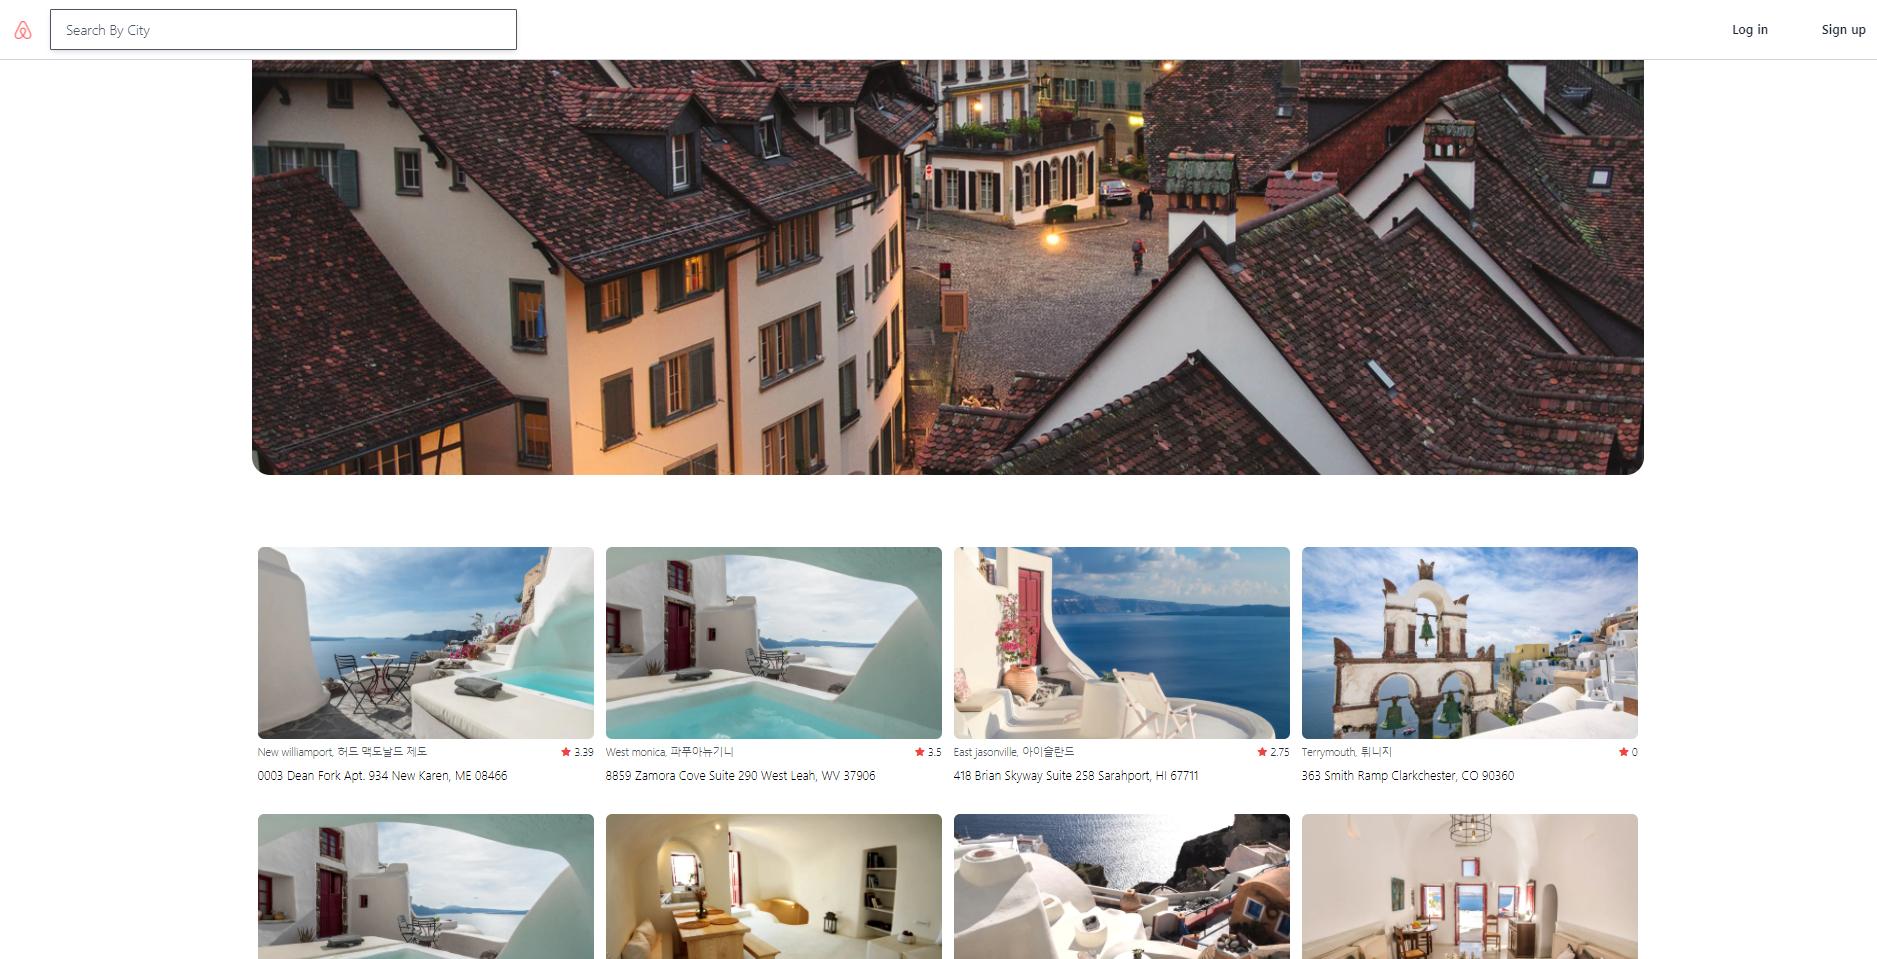 Search By City
Log in
Sign up
New williamport, 허드 맥도날드 제도
3.39
0003 Dean Fork Apt. 934 New Karen, ME 08466
West monica, 파푸아뉴기니
3.5
8859 Zamora Cove Suite 290 West Leah, WV 37906
East jasonville, 아이슬란드
2.75
418 Brian Skyway Suite 258 Sarahport, HI 67711
Terrymouth, 튀니지
0
363 Smith Ramp Clarkchester, CO 90360